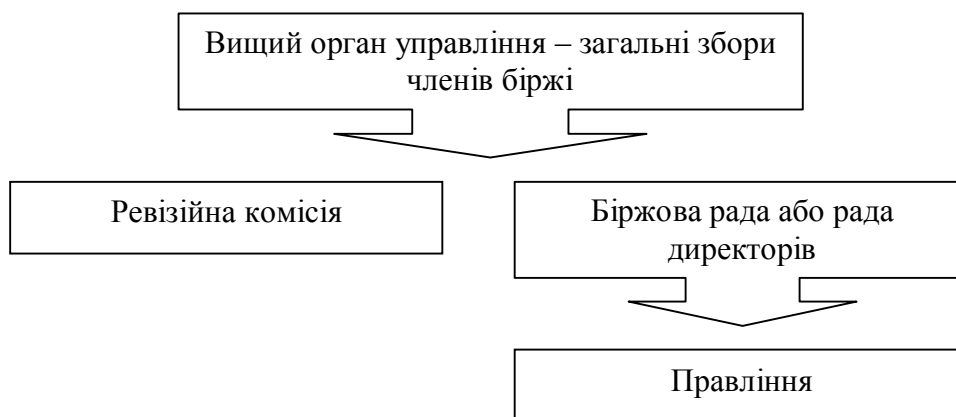 Вищий орган управління – загальні збори
членів біржі
Ревізійна комісія
Біржова рада або рада
директорів
Правління